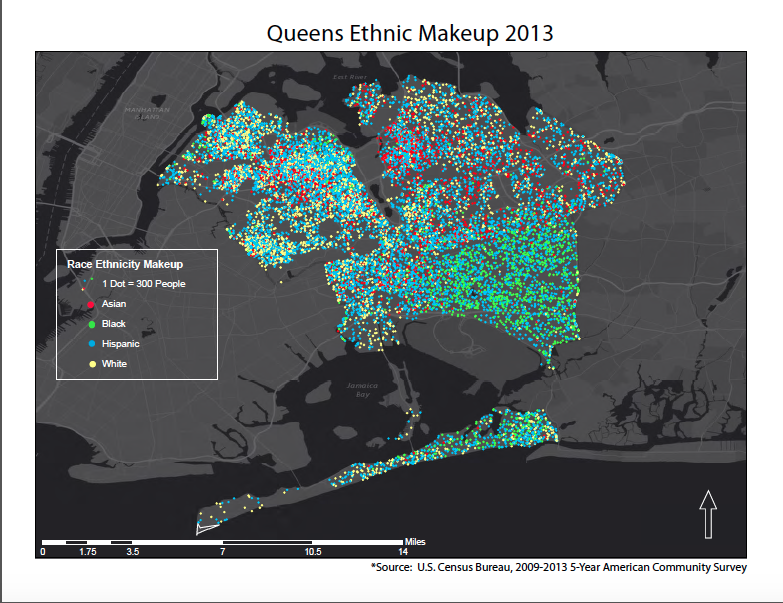 Queens Ethnic Makeup 2013
East River
MANHATTAN
ISLAND
Race Ethnicity Makeup
1 Dot = 300 People
Asian
Black
Hispanic
White
Jamaica
Bay
Miles
0 1.75 3.5 7 10.5 14
*Source: U.S. Census Bureau, 2009-2013 5-Year American Community Survey